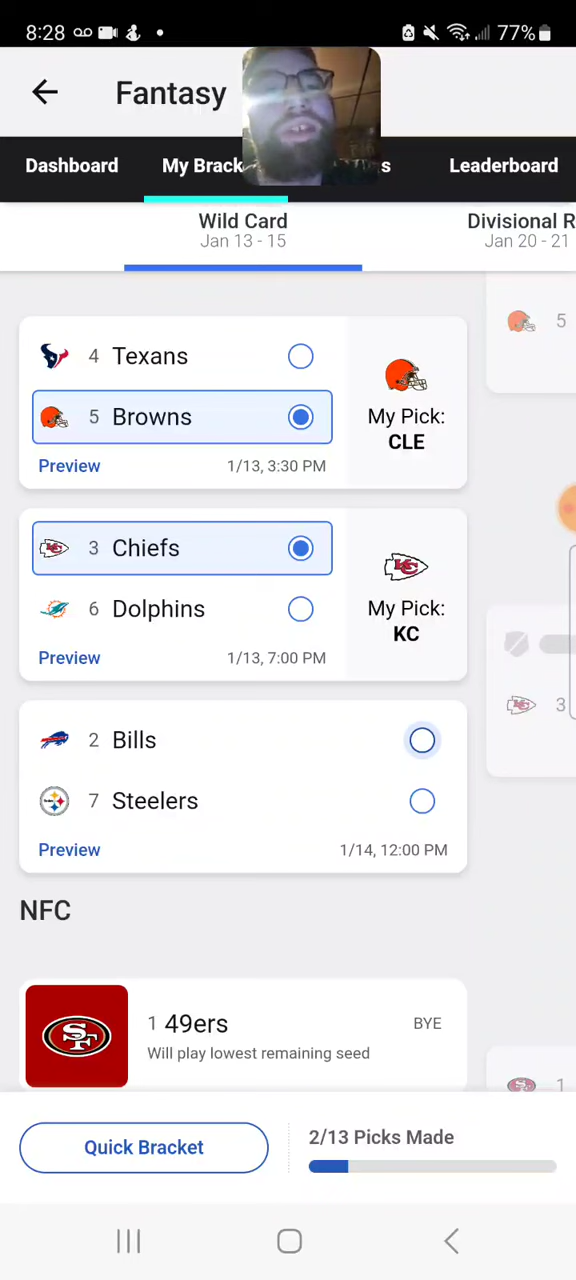 8:28 77%
Fantasy
Dashboard My Brack s Leaderboard
Wild Card Divisional R
Jan 13 - 15 Jan 20 - 21
4 Texans
5 Browns
Preview 1/13, 3:30 PM
My Pick:
CLE
5
3 Chiefs
6 Dolphins
Preview 1/13, 7:00 PM
My Pick:
KC
3
2 Bills
7 Steelers
Preview 1/14, 12:00 PM
NFC
1 49ers BYE
Will play lowest remaining seed
1
Quick Bracket
2/13 Picks Made